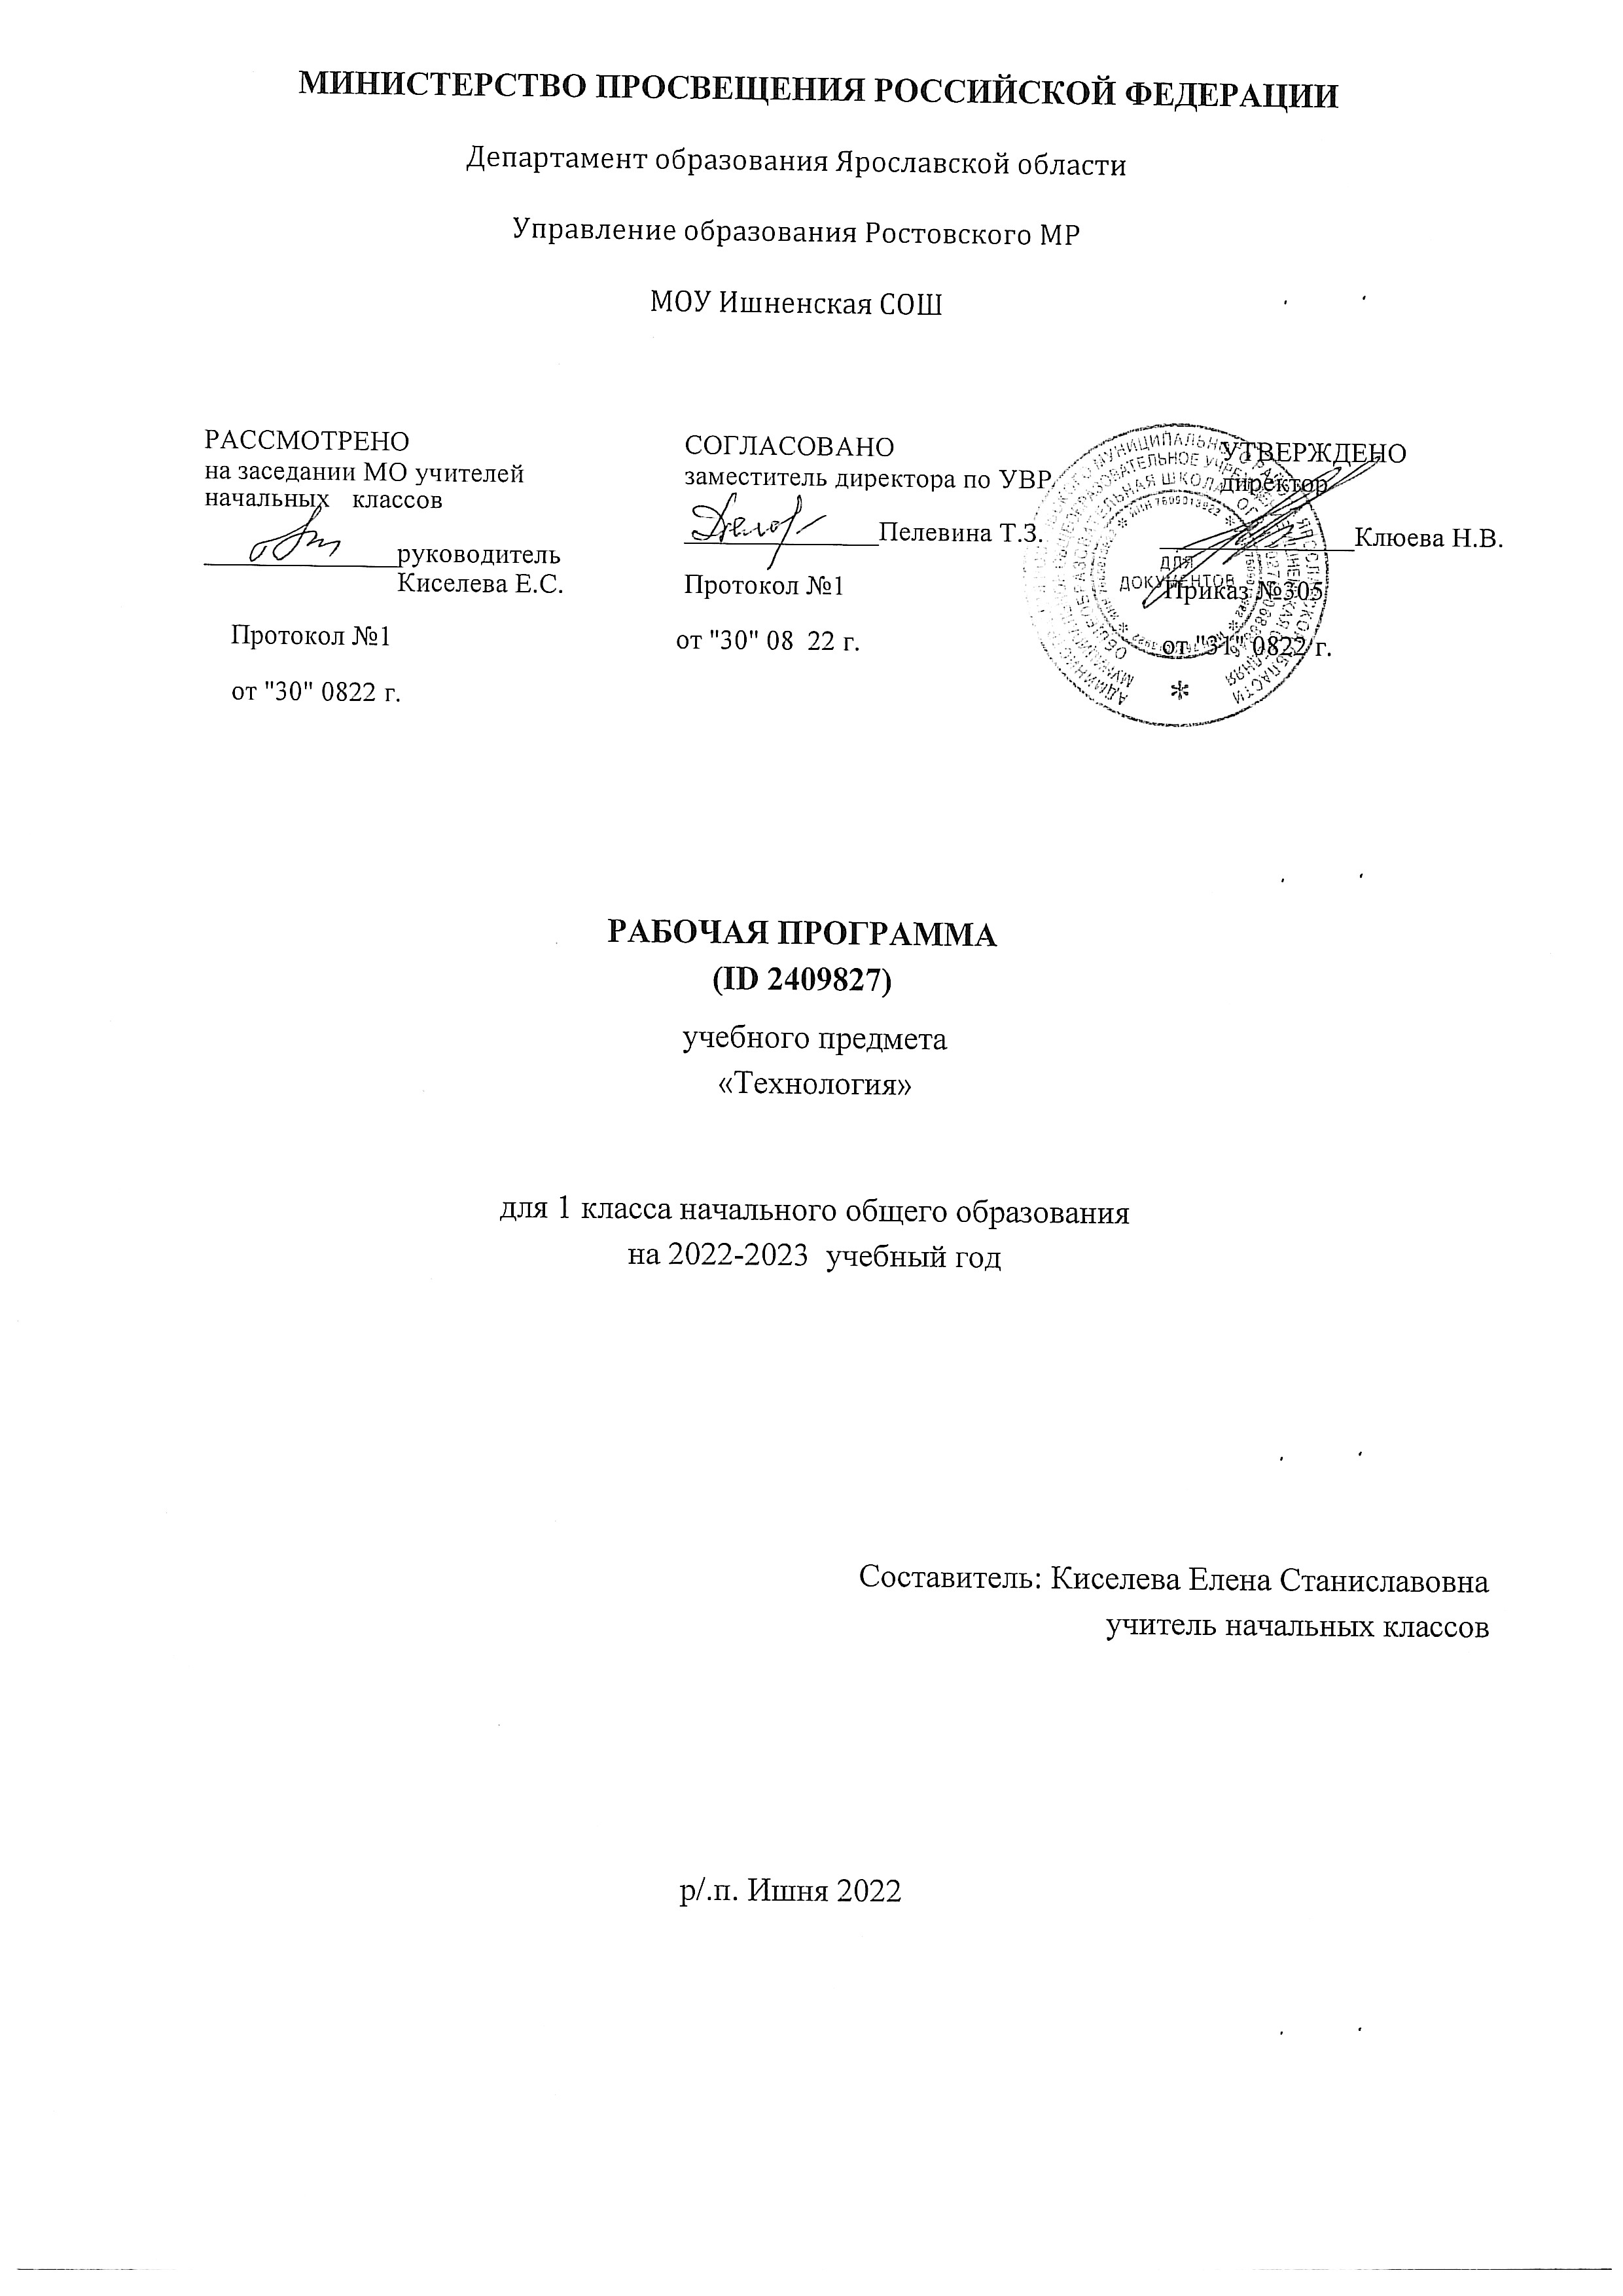 МИНИСТЕРСТВО ПРОСВЕЩЕНИЯ РОССИЙСКОЙ ФЕДЕРАЦИИ
Департамент образования Ярославской области
Управление образования Ростовского МР
МОУ Ишненская СОШ
РАССМОТРЕНО
на заседании МО учителей
начальных классов
руководитель
Киселева Е.С.
Протокол №1
от "30" 0822 г.
СОГЛАСОВАНО
заместитель директора по УВР
Пелевина Т.З.
Протокол №1
от "30" 08 22 г.
УТВЕРЖДЕНО
директор
Клюева Н.В.
Приказ №305
от "31" 0822 г.
ДЛЯ
ДОКУМЕНТОВ
РАБОЧАЯ ПРОГРАММА
(ID 2409827)
учебного предмета
«Технология»
для 1 класса начального общего образования
на 2022-2023 учебный год
Составитель: Киселева Елена Станиславовна
учитель начальных классов
р/.п. Ишня 2022